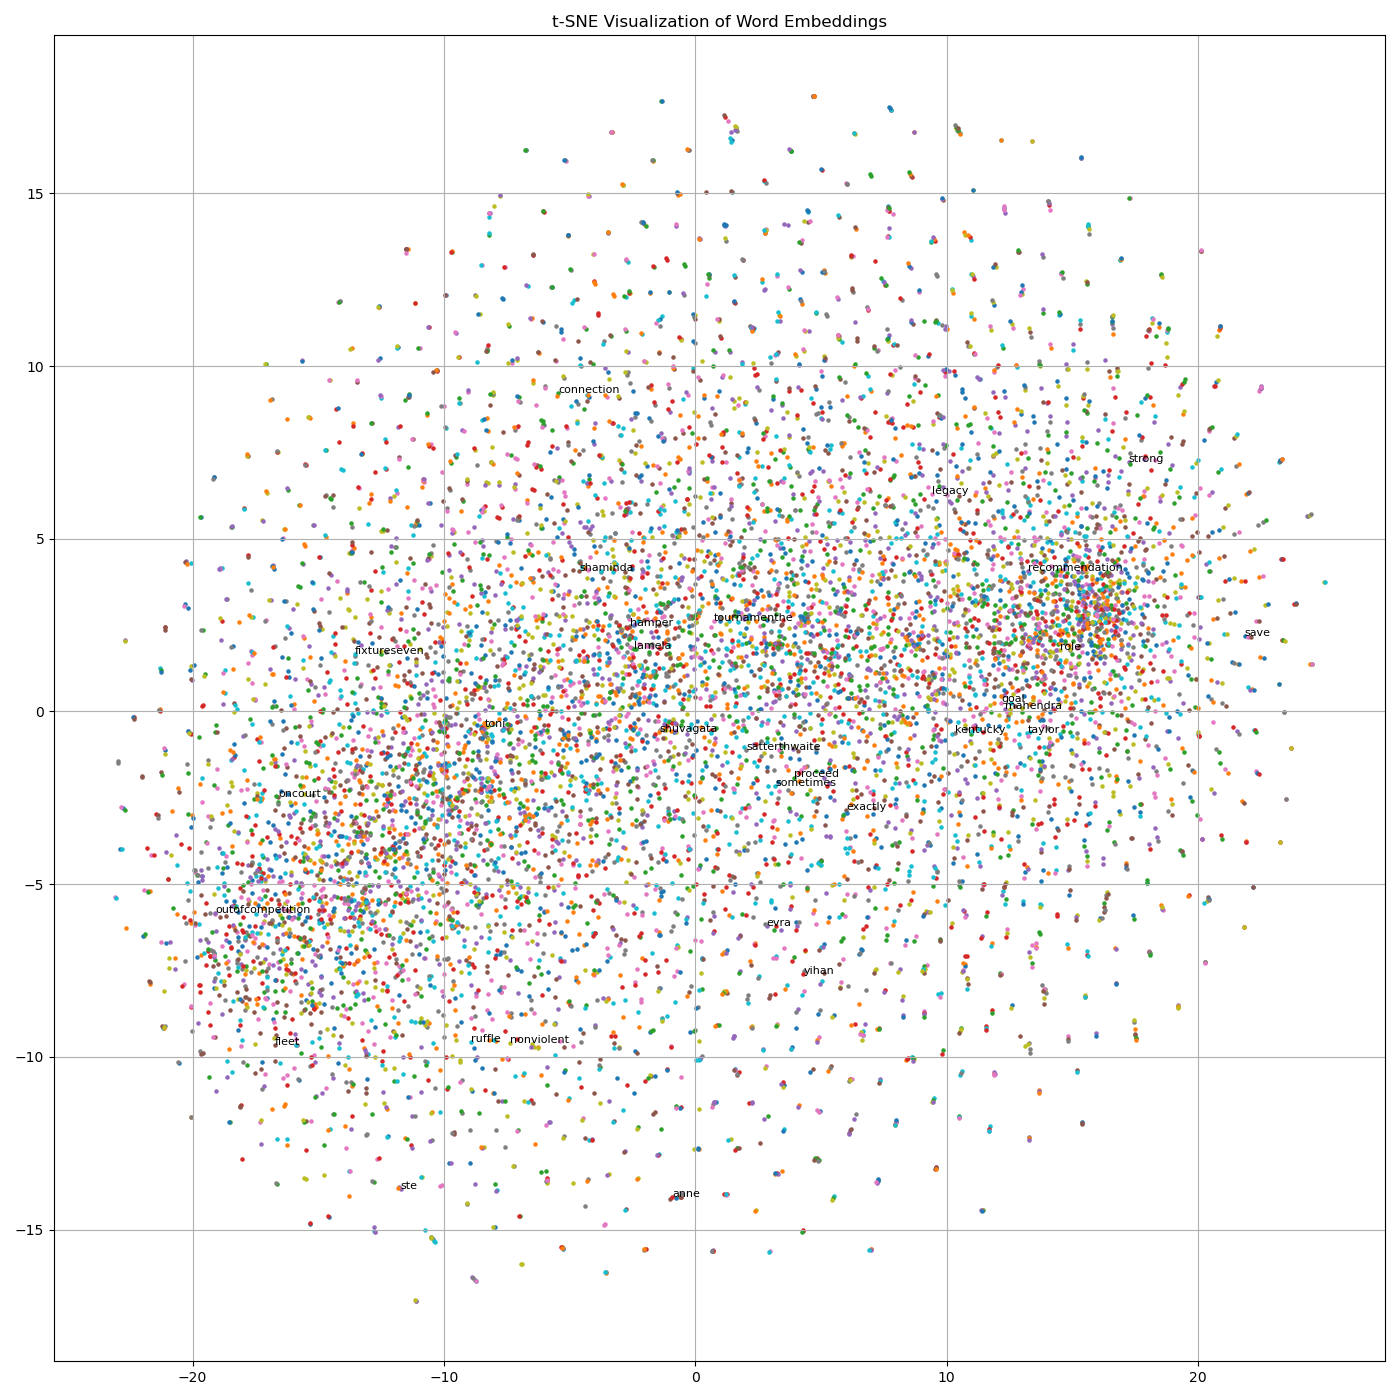 t-SNE Visualization of Word Embeddings
15
10
connection
strong
legacy
5
shaminda
recommendation
tournamenthe
hamper
save
lamela
role
fixtureseven
goal
mahendra
0
toni
shuvagata
kentucky
taylor
satterthwaite
proceed
sometimes
oncourt
exactly
−5
outofcompetition
evra
yihan
ruffle
nonviolent
fleet
−10
ste
anne
−15
−20
−10
0
10
20